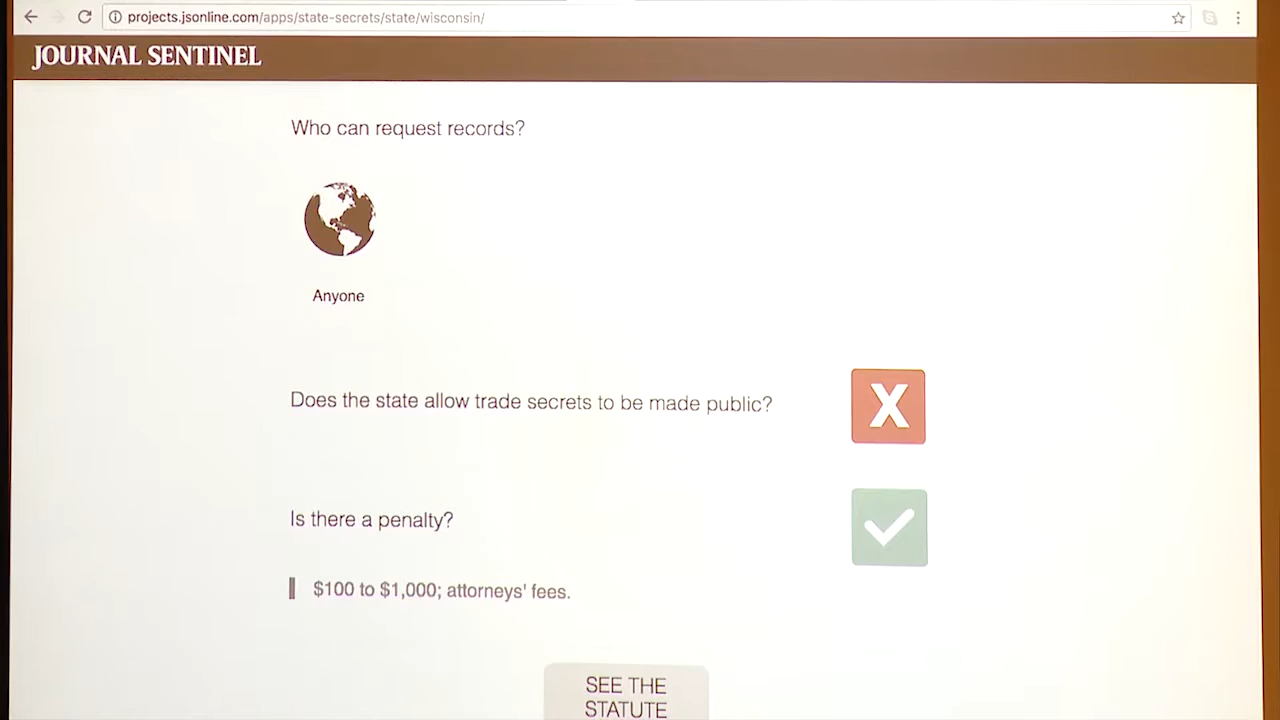 projects.jsonline.com/apps/state-secrets/state/wisconsin/
JOURNAL SENTINEL
Who can request records?
Anyone
Does the state allow trade secrets to be made public?
X
Is there a penalty?
$100 to $1,000; attorneys' fees.
SEE THE
STATUTE